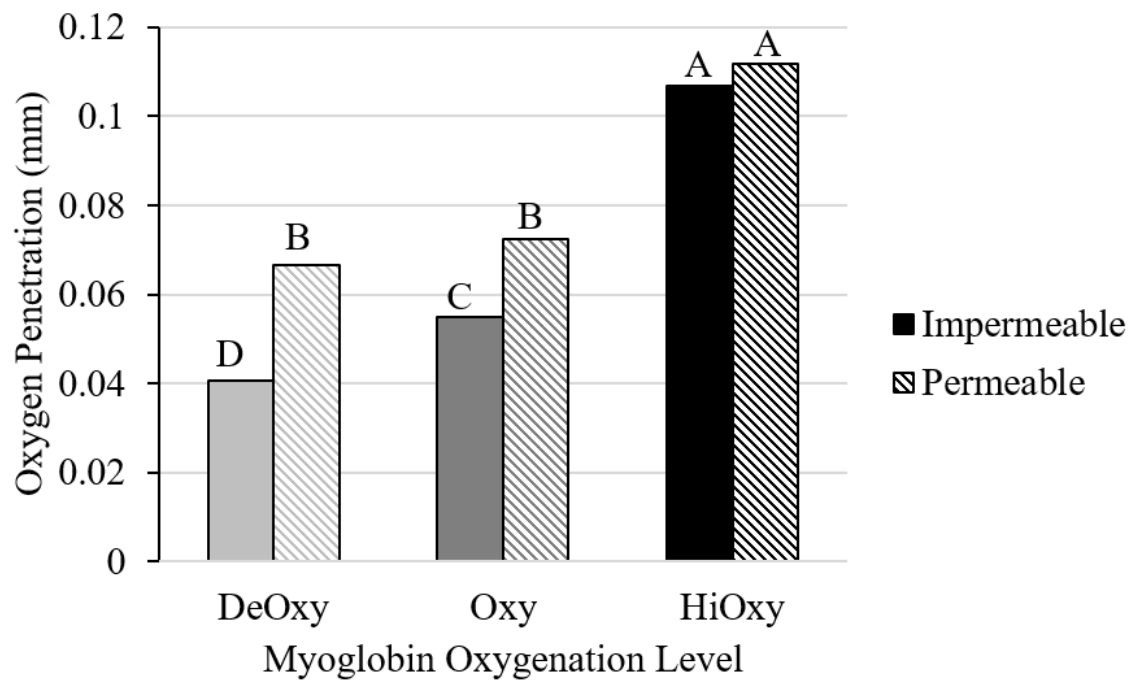 Oxygen Penetration (mm)
0.12
0.1
0.08
0.06
0.04
0.02
0
D
B
C
B
A
A
DeOxy
Oxy
HiOxy
Myoglobin Oxygenation Level
Impermeable
Permeable